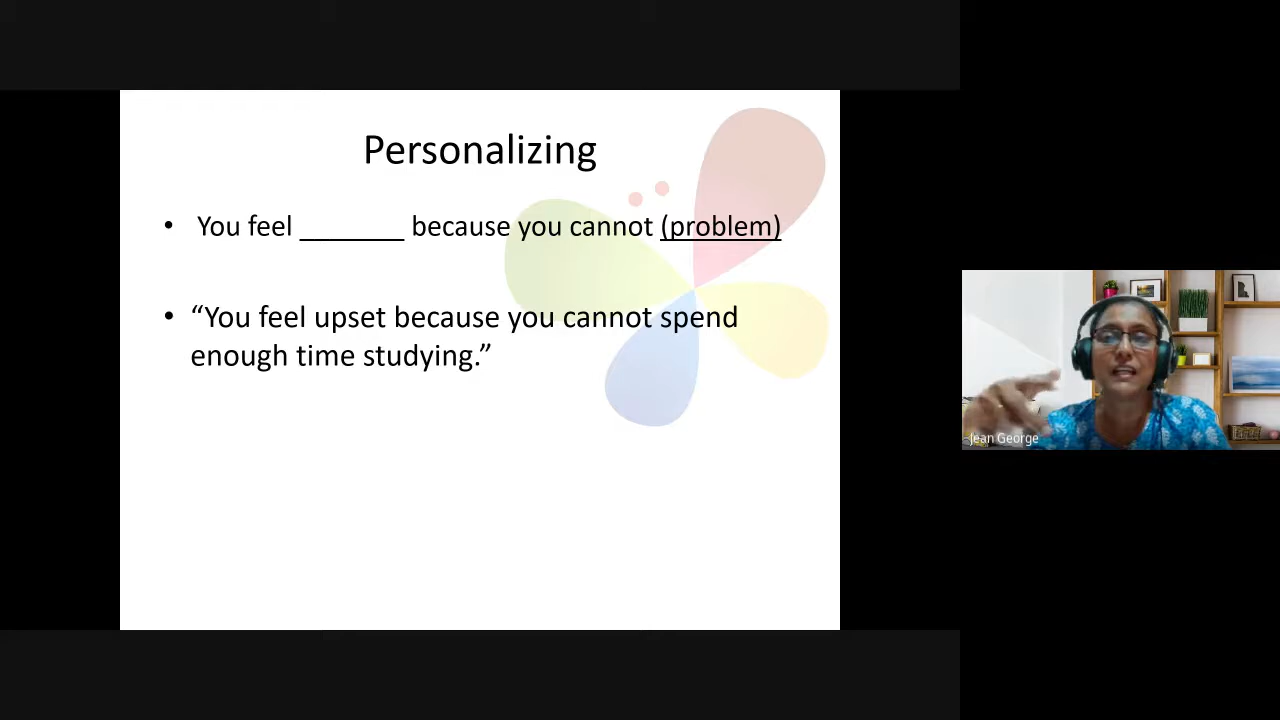 Personalizing
• You feel _______ because you cannot (problem)
• “You feel upset because you cannot spend
enough time studying.”
Jean George